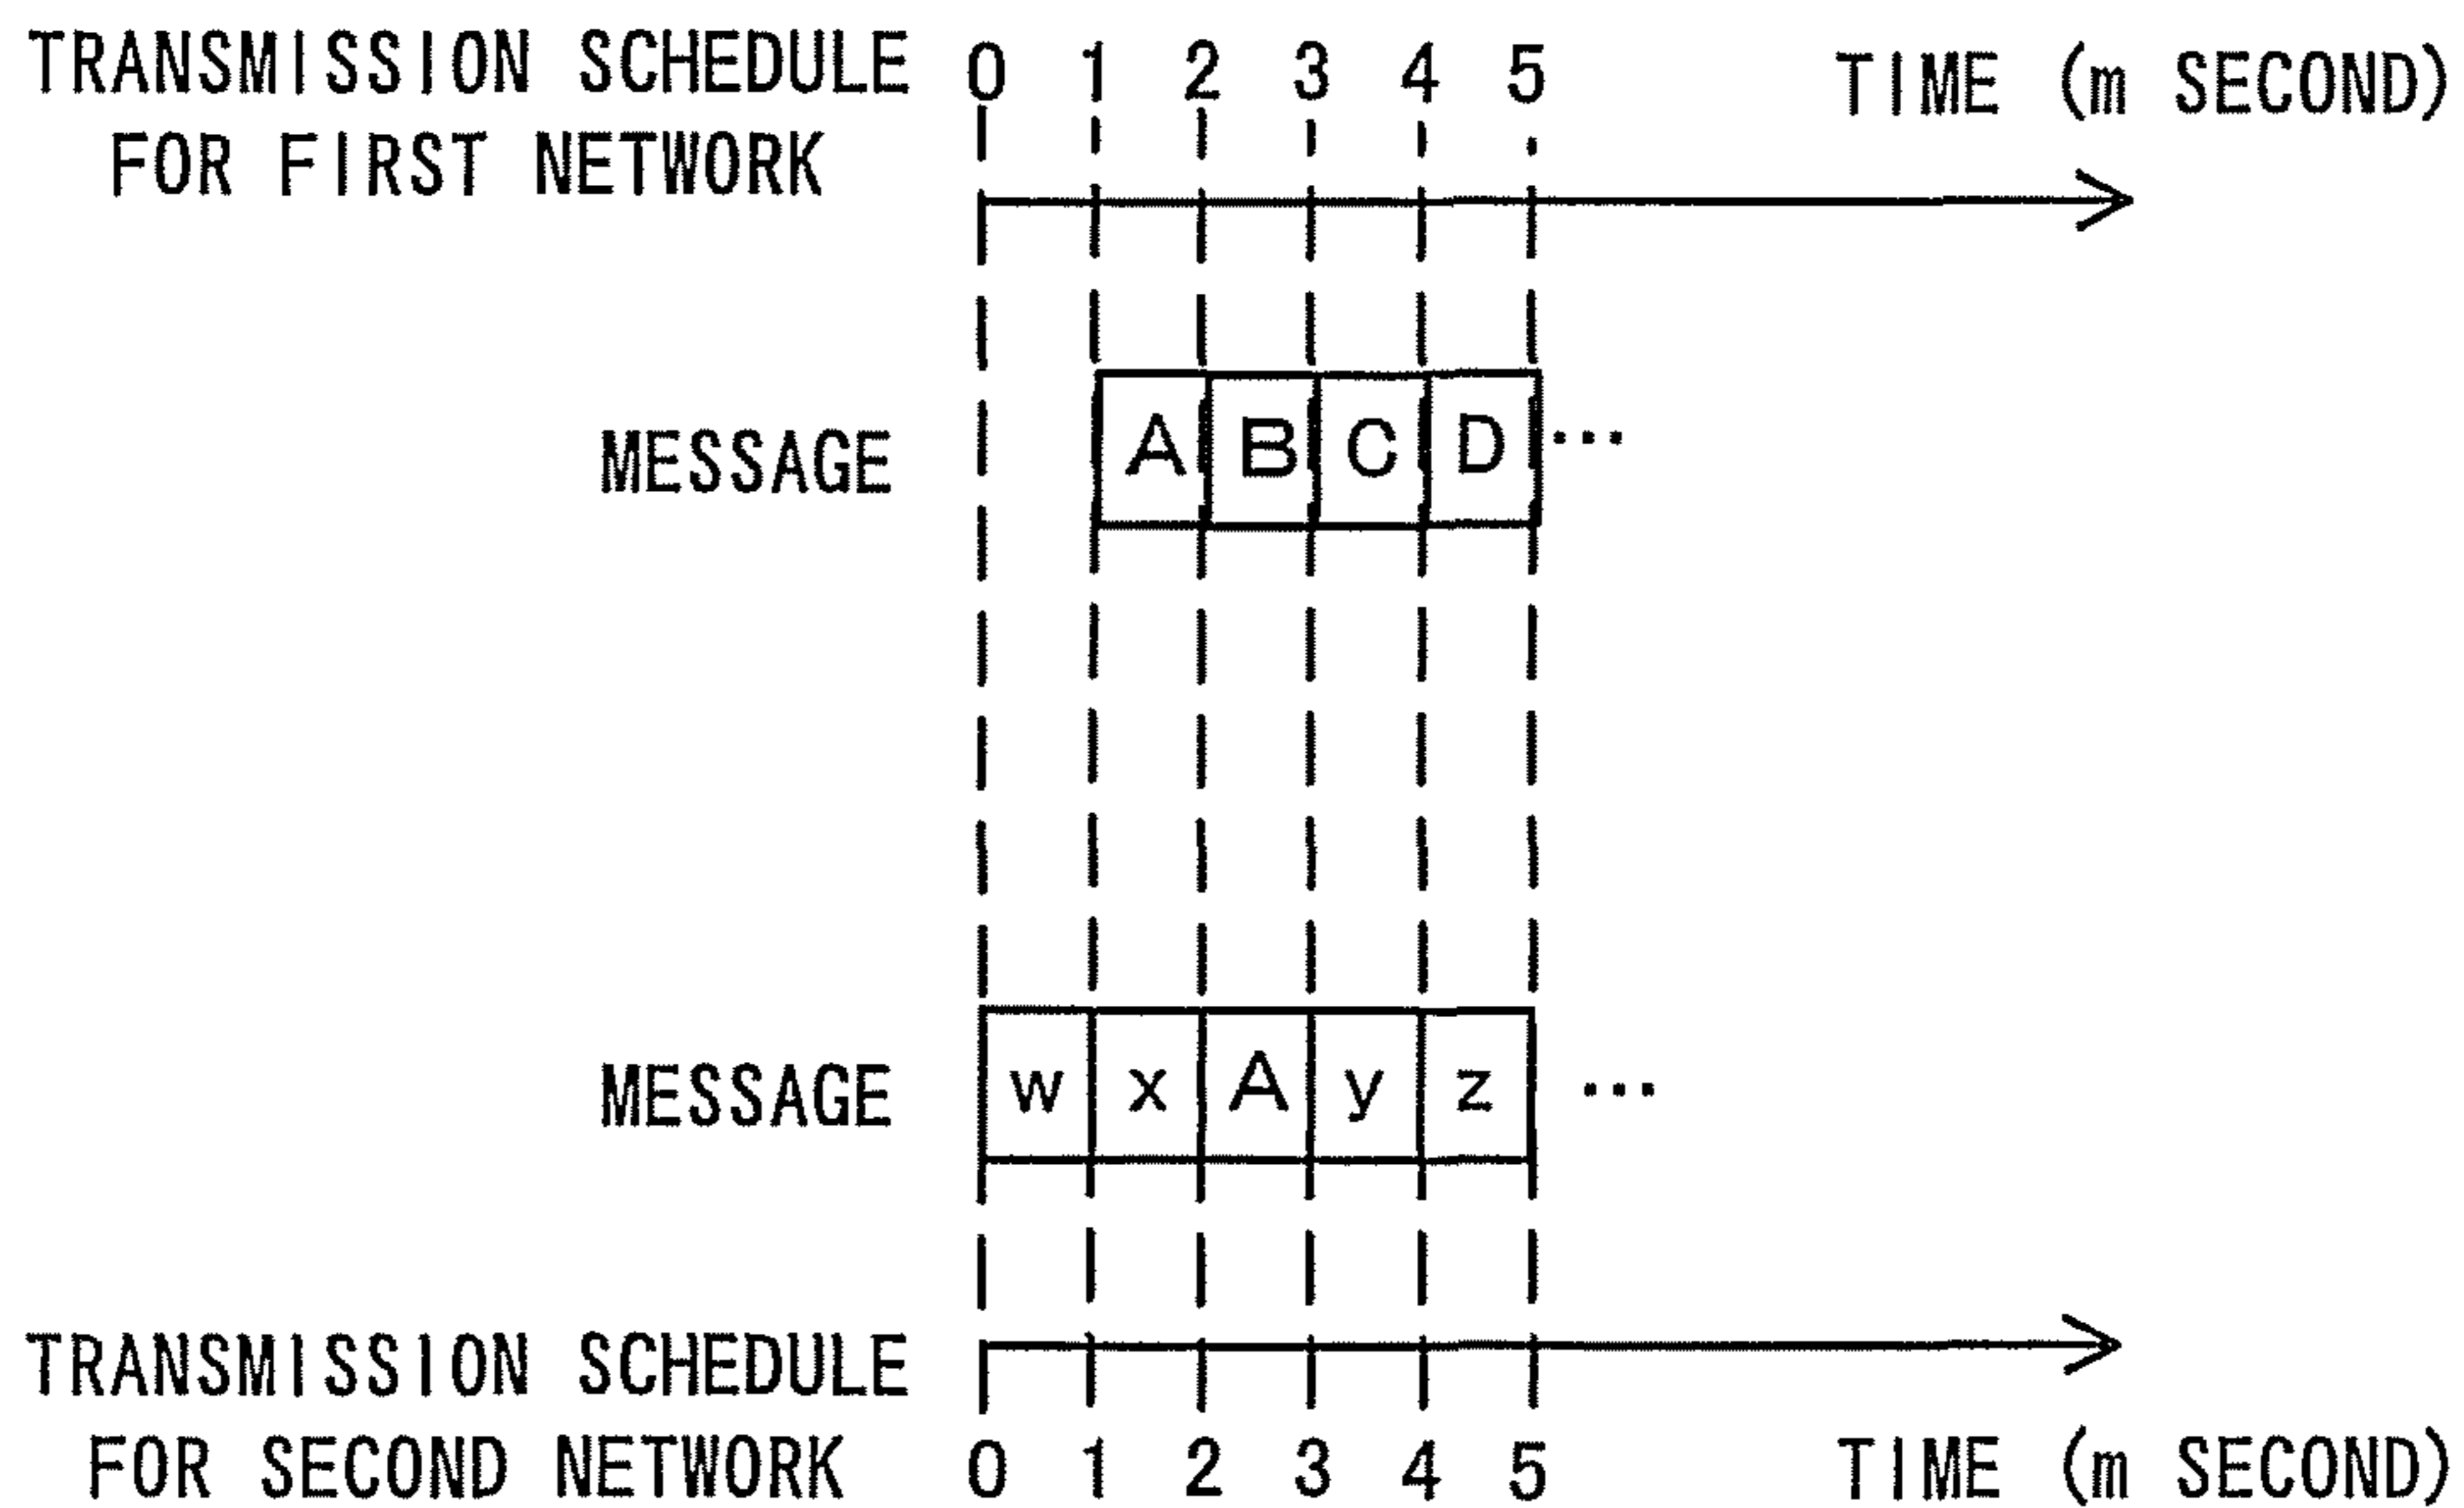 TRANSMISSION SCHEDULE 0 1 2 3 4 5 TIME (m SECOND)
FOR FIRST NETWORK
MESSAGE A B C D ...
MESSAGE w x A y z ...
TRANSMISSION SCHEDULE
FOR SECOND NETWORK 0 1 2 3 4 5 TIME (m SECOND)